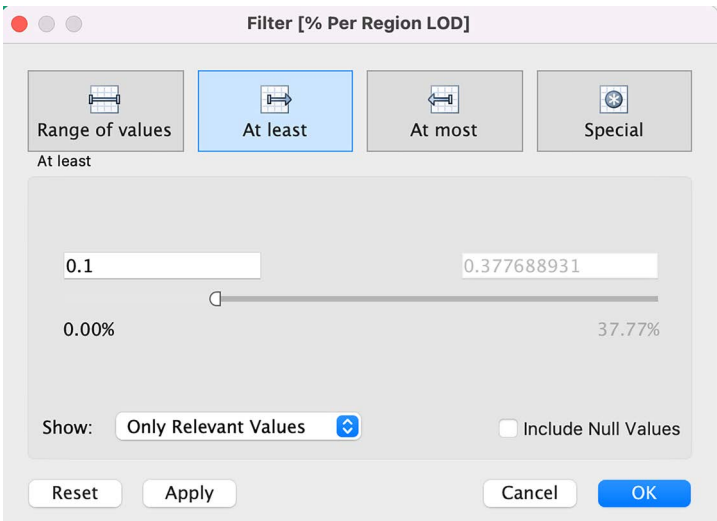 Filter [% Per Region LOD]
Range of values
At least
At most
Special
At least
0.1
0.377688931
0.00%
37.77%
Show:
Only Relevant Values
Include Null Values
Reset
Apply
Cancel
OK